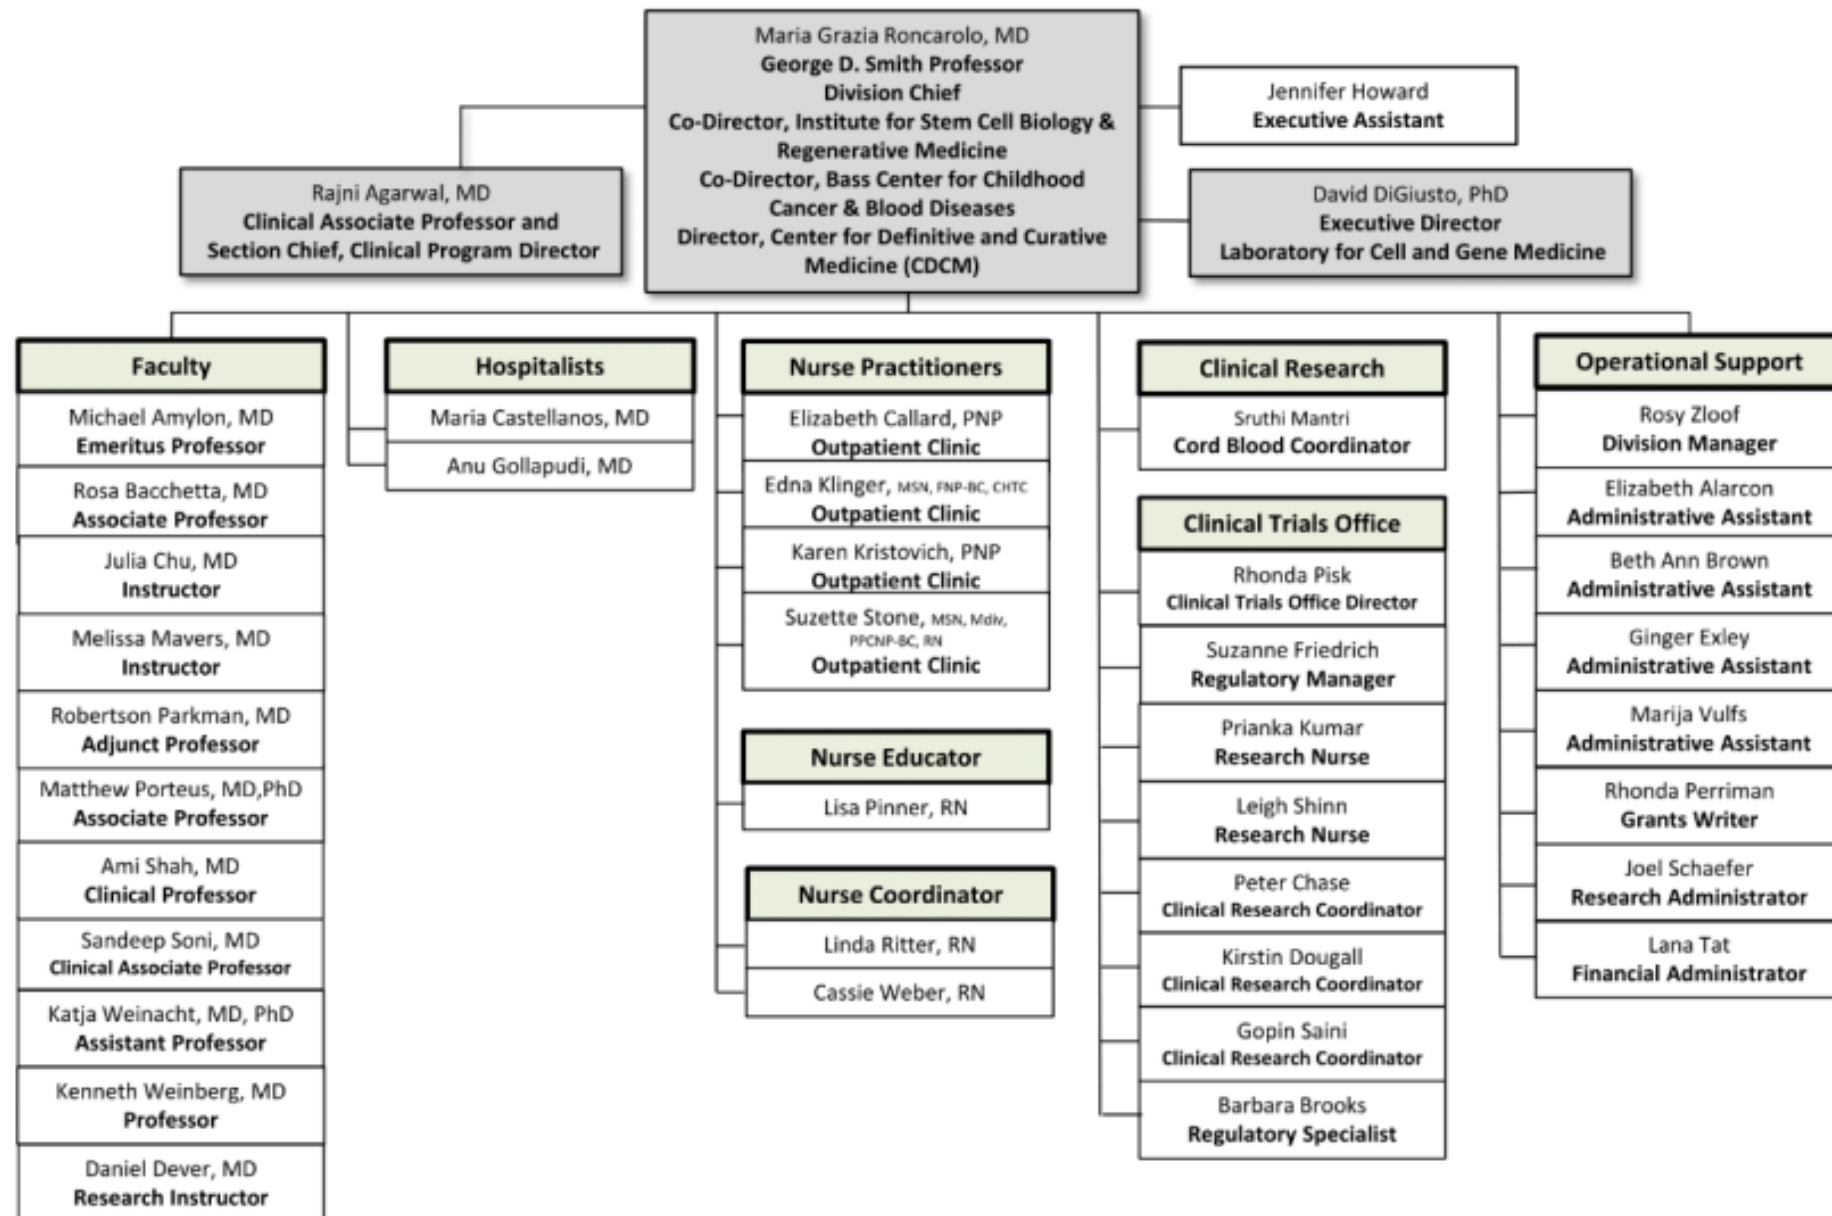 Maria Grazia Roncarolo, MD
George D. Smith Professor
Division Chief
Co-Director, Institute for Stem Cell Biology &
Regenerative Medicine
Co-Director, Bass Center for Childhood
Cancer & Blood Diseases
Director, Center for Definitive and Curative
Medicine (CDCM)
Jennifer Howard
Executive Assistant
Rajni Agarwal, MD
Clinical Associate Professor and
Section Chief, Clinical Program Director
David DiGiusto, PhD
Executive Director
Laboratory for Cell and Gene Medicine
Faculty
Michael Amylon, MD
Emeritus Professor
Rosa Bacchetta, MD
Associate Professor
Julia Chu, MD
Instructor
Melissa Mavers, MD
Instructor
Robertson Parkman, MD
Adjunct Professor
Matthew Porteus, MD,PhD
Associate Professor
Ami Shah, MD
Clinical Professor
Sandeep Soni, MD
Clinical Associate Professor
Katja Weinacht, MD, PhD
Assistant Professor
Kenneth Weinberg, MD
Professor
Daniel Dever, MD
Research Instructor
Hospitalists
Maria Castellanos, MD
Anu Gollapudi, MD
Nurse Practitioners
Elizabeth Callard, PNP
Outpatient Clinic
Edna Klinger, MSN, FNP-BC, CHTC
Outpatient Clinic
Karen Kristovich, PNP
Outpatient Clinic
Suzette Stone, MSN, Mdiv,
PPCNP-BC, RN
Outpatient Clinic
Nurse Educator
Lisa Pinner, RN
Nurse Coordinator
Linda Ritter, RN
Cassie Weber, RN
Clinical Research
Sruthi Mantri
Cord Blood Coordinator
Clinical Trials Office
Rhonda Pisk
Clinical Trials Office Director
Suzanne Friedrich
Regulatory Manager
Prianka Kumar
Research Nurse
Leigh Shinn
Research Nurse
Peter Chase
Clinical Research Coordinator
Kirstin Dougall
Clinical Research Coordinator
Gopin Saini
Clinical Research Coordinator
Barbara Brooks
Regulatory Specialist
Operational Support
Rosy Zloof
Division Manager
Elizabeth Alarcon
Administrative Assistant
Beth Ann Brown
Administrative Assistant
Ginger Exley
Administrative Assistant
Marija Vulfs
Administrative Assistant
Rhonda Perriman
Grants Writer
Joel Schaefer
Research Administrator
Lana Tat
Financial Administrator